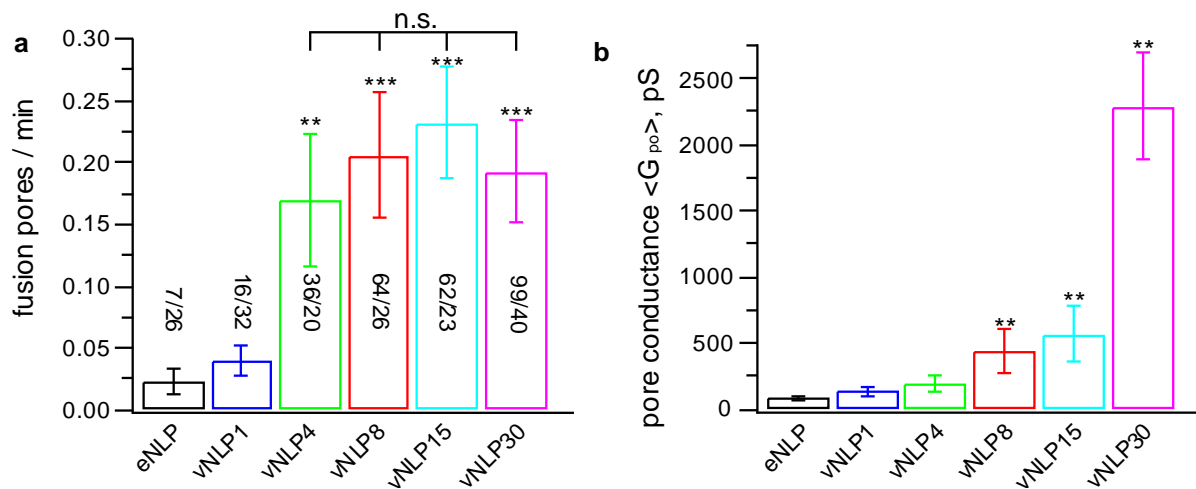 a
n.s.
fusion pores / min
0.30
0.25
0.20
0.15
0.10
0.05
0.00
7/26
16/32
36/20
64/26
62/23
99/40
**
***
***
***
eNLP
vNLP1
vNLP4
vNLP8
vNLP15
vNLP30
b
pore conductance <G po>, pS
2500
2000
1500
1000
500
0
**
**
**
eNLP
vNLP1
vNLP4
vNLP8
vNLP15
vNLP30